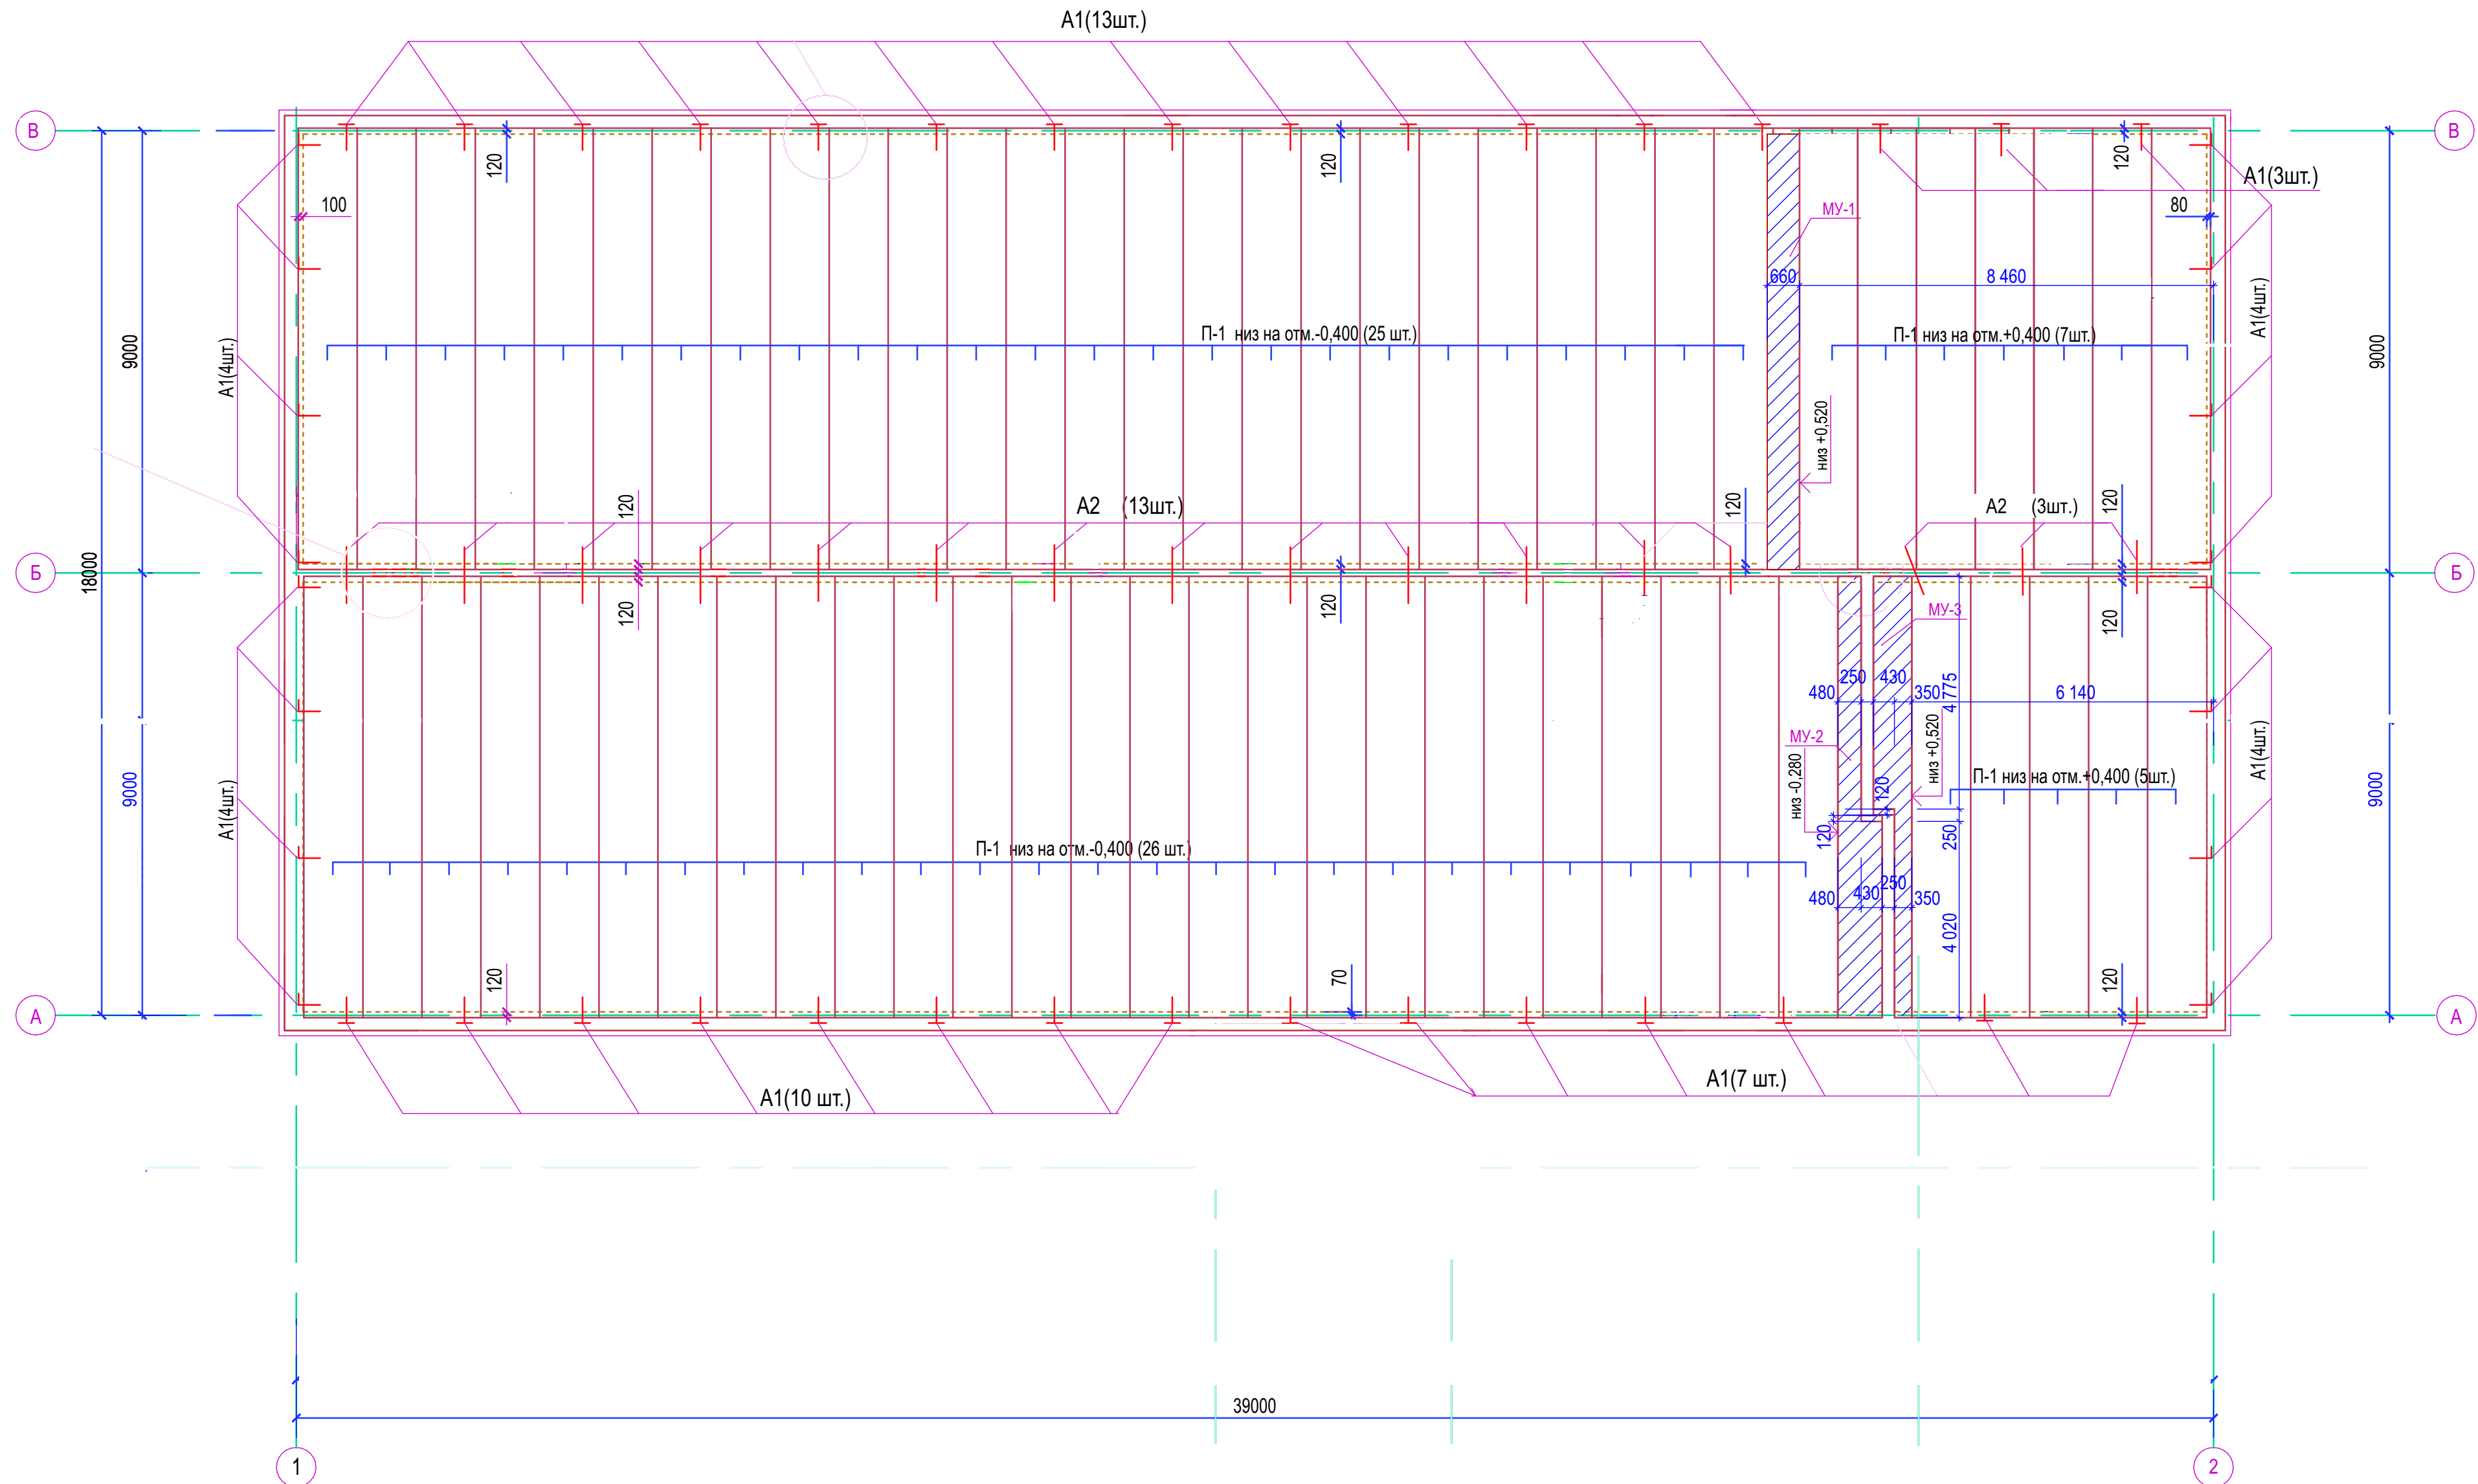 А1(13шт.)
В
В
120
120
120
А1(3шт.)
100
МУ-1
80
660
8 460
9000
А1(4шт.)
П-1 низ на отм.-0,400 (25 шт.)
П-1 низ на отм.+0,400 (7шт.)
А1(4шт.)
9000
низ +0,520
120
А2 (13шт.)
120
А2 (3шт.)
120
Б
18000
Б
120
120
МУ-3
120
250
430
480
350
4 775
6 140
МУ-2
низ -0,280
низ +0,520
9000
А1(4шт.)
П-1 низ на отм.+0,400 (5шт.)
А1(4шт.)
9000
120
120
250
П-1 низ на отм.-0,400 (26 шт.)
480
430
250
350
4 020
120
70
120
А
А
А1(10 шт.)
А1(7 шт.)
39000
1
2